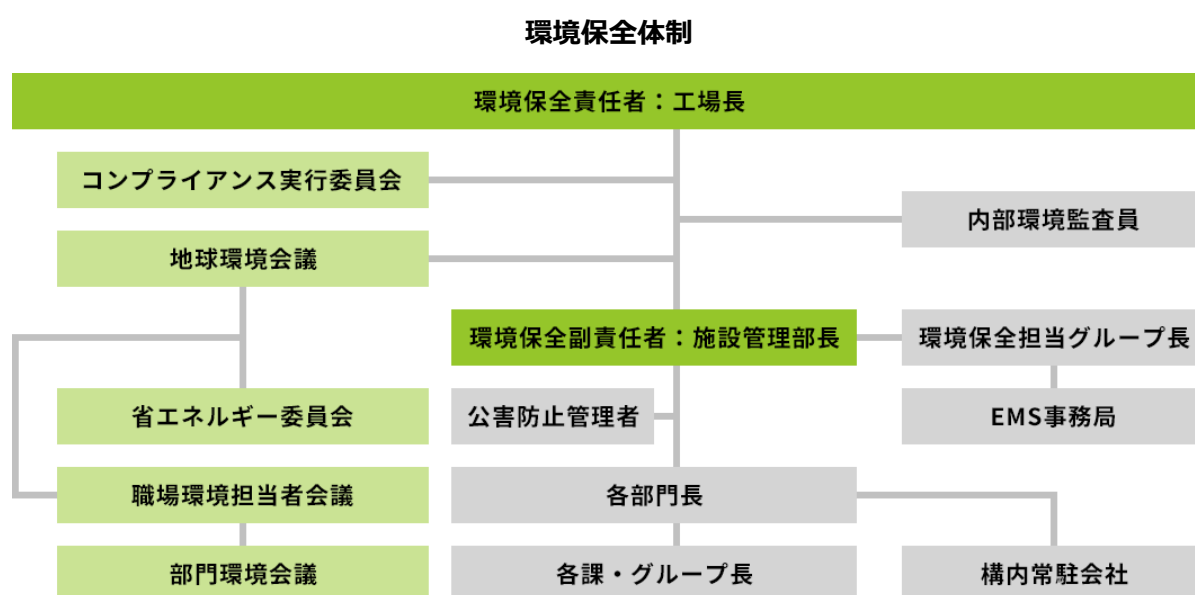 環境保全体制
環境保全責任者：工場長
コンプライアンス実行委員会
内部環境監査員
地球環境会議
環境保全副責任者：施設管理部長
環境保全担当グループ長
省エネルギー委員会
公害防止管理者
EMS事務局
職場環境担当者会議
各部門長
部門環境会議
各課・グループ長
構内常駐会社